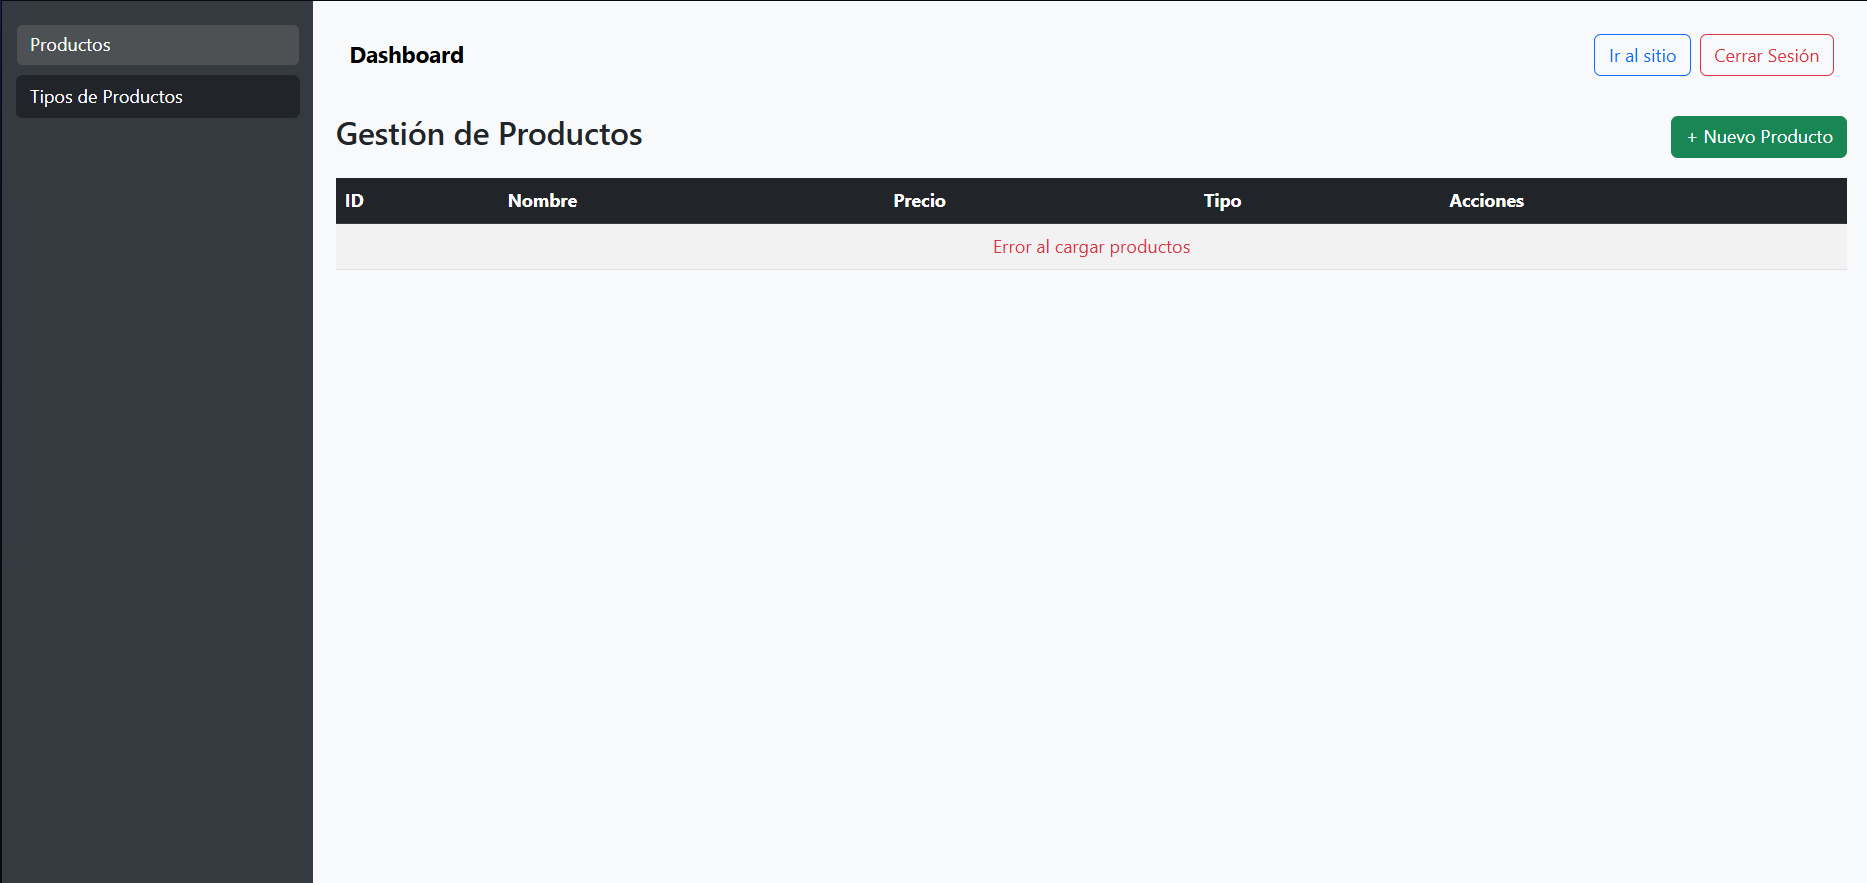 Productos
Tipos de Productos
Dashboard
Ir al sitio
Cerrar Sesión
Gestión de Productos
+ Nuevo Producto
ID Nombre Precio Tipo Acciones
Error al cargar productos